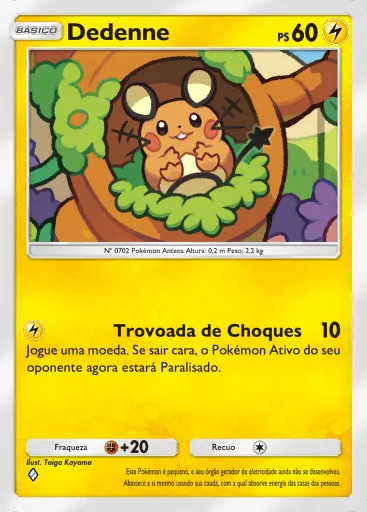 BÁSICO Dedenne PS 60
Nº 0702 Pokémon Antena Altura: 0,2 m Peso: 2,2 kg
Trovoada de Choques 10
Jogue uma moeda. Se sair cara, o Pokémon Ativo do seu
oponente agora estará Paralisado.
Fraqueza +20 Recuo
Ilust. Taiga Kayama
Este Pokémon é pequeno, e seu órgão gerador de eletricidade ainda não se desenvolveu.
Abastece a si mesmo usando sua cauda, com a qual absorve energia das casas das pessoas.